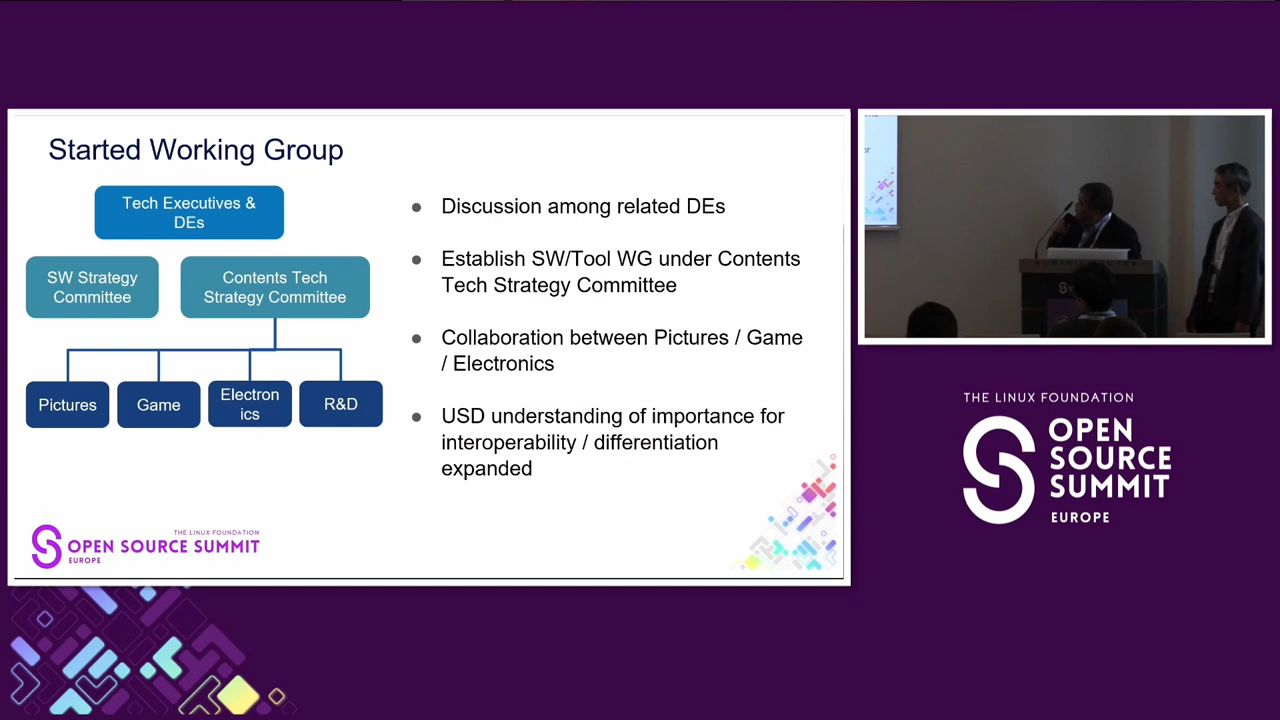 Started Working Group
Tech Executives &
DEs
SW Strategy
Committee
Contents Tech
Strategy Committee
Pictures
Game
Electron
ics
R&D
● Discussion among related DEs
● Establish SW/Tool WG under Contents
Tech Strategy Committee
● Collaboration between Pictures / Game
/ Electronics
● USD understanding of importance for
interoperability / differentiation
expanded
THE LINUX FOUNDATION
OPEN SOURCE SUMMIT
EUROPE
THE LINUX FOUNDATION
OPEN
SOURCE
SUMMIT
EUROPE